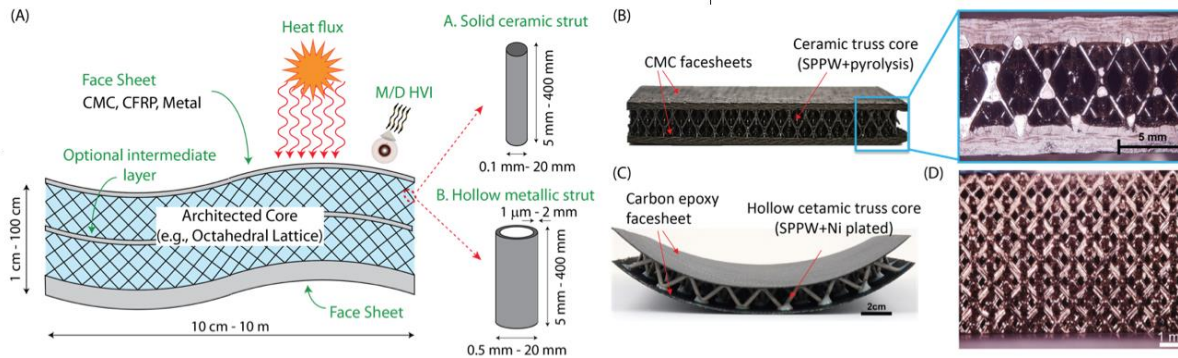 (A)
Heat flux
Face Sheet
CMC, CFRP, Metal
M/D HVI
Optional intermediate
layer
Architected Core
(e.g., Octahedral Lattice)
1 cm - 100 cm
Face Sheet
10 cm - 10 m
A. Solid ceramic strut
5 mm - 400 mm
0.1 mm- 20 mm
B. Hollow metallic strut
1 μm - 2 mm
5 mm - 400 mm
0.5 mm- 20 mm
(B)
CMC facesheets
Ceramic truss core
(SPPW+pyrolysis)
5 mm
(C)
Carbon epoxy
facesheet
Hollow cetamic truss core
(SPPW+Ni plated)
2cm
(D)